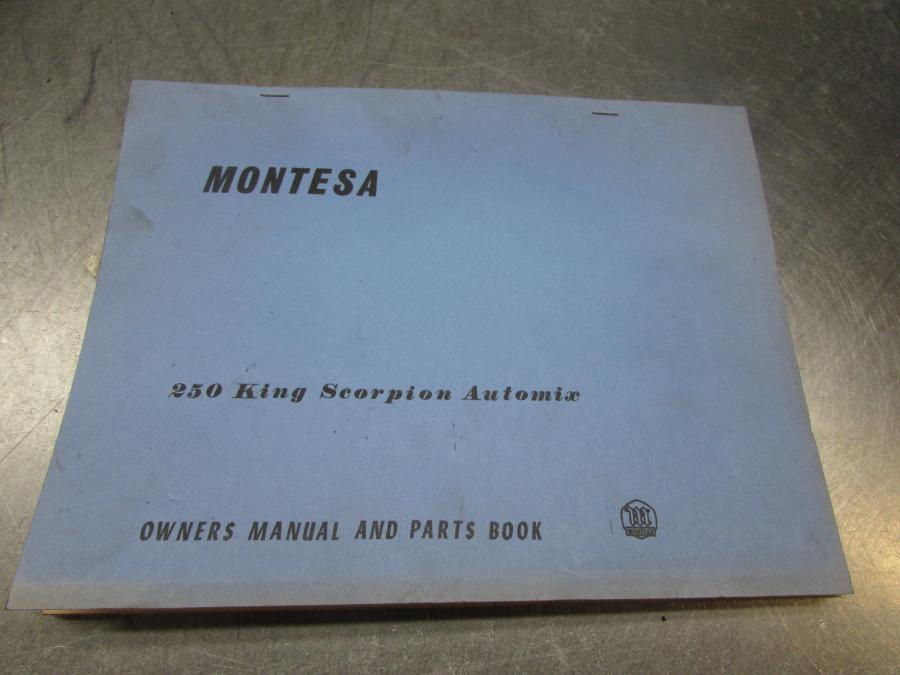 MONTESA
250 King Scorpion Automix
OWNERS MANUAL AND PARTS BOOK